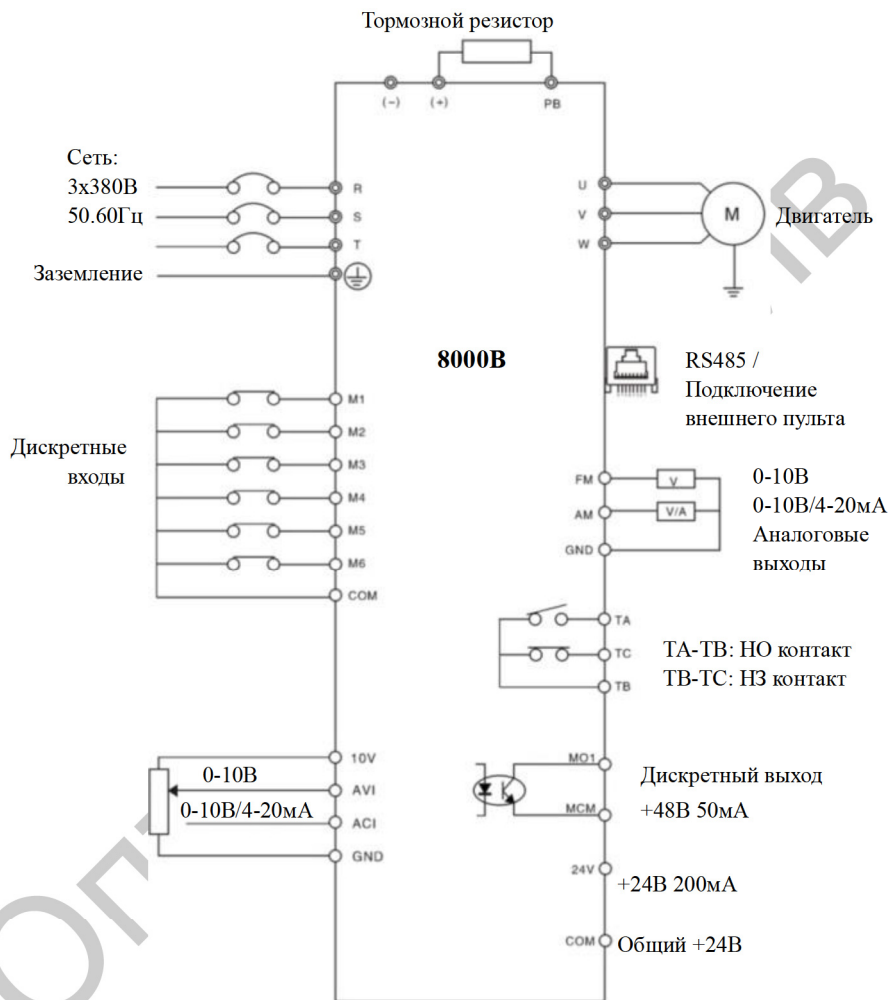 Тормозной резистор
(−) (+) PB
Сеть:
3x380В
50.60Гц
R
S
T
Заземление
U
V
W
M
Двигатель
8000В
RS485 /
Подключение
внешнего пульта
Дискретные
входы
M1
M2
M3
M4
M5
M6
COM
FM
AM
GND
V
V/A
0-10В
0-10В/4-20мА
Аналоговые
выходы
TA
TC
TB
TA-TB: НО контакт
TB-TC: НЗ контакт
10V
AVI
ACI
GND
0-10В
0-10В/4-20мА
MO1
MCM
Дискретный выход
+48В 50мА
24V
+24В 200мА
COM
Общий +24В